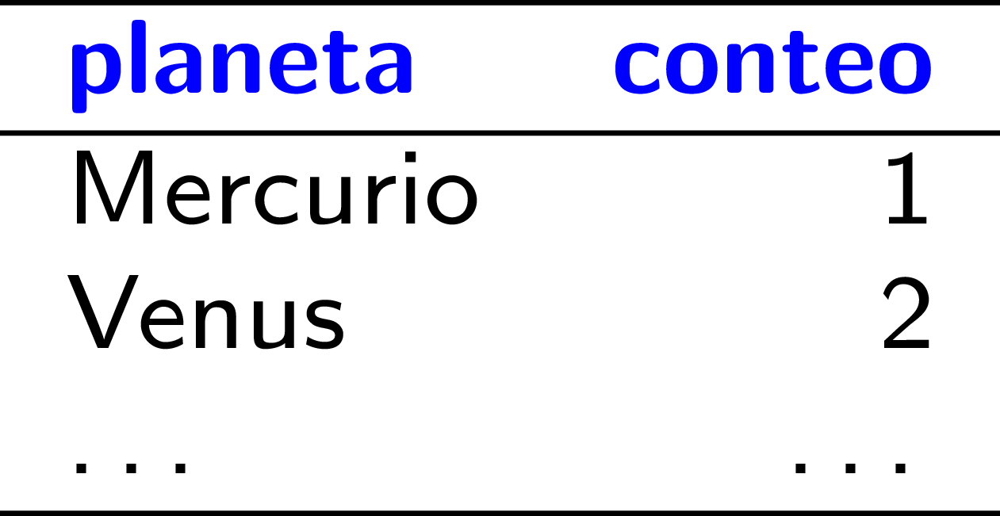 planeta conteo
Mercurio 1
Venus 2
. . . . . .